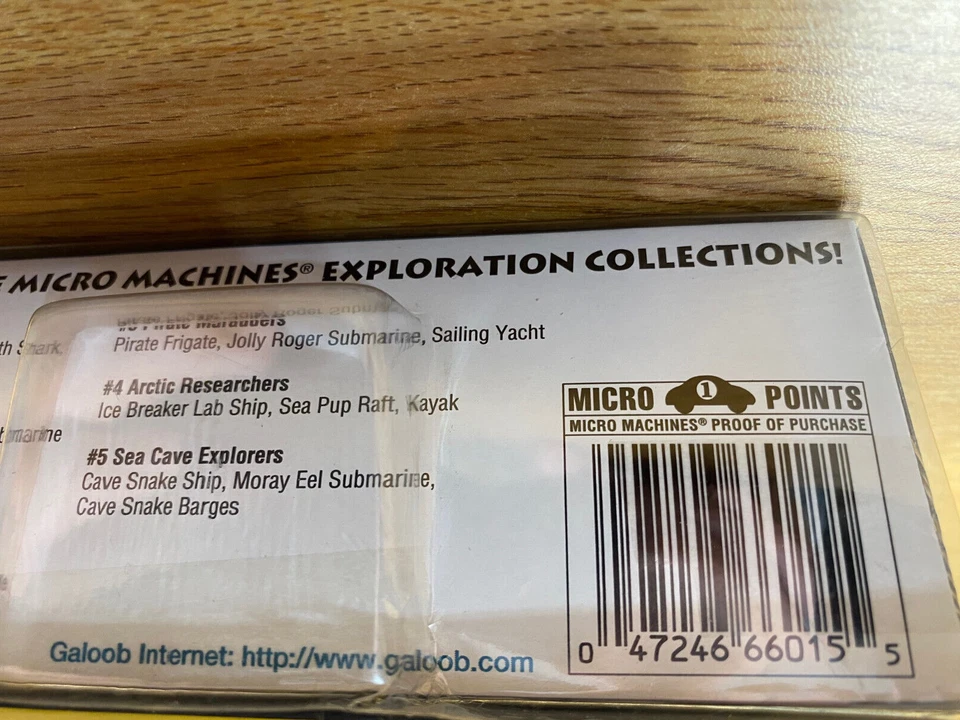 MICRO MACHINES® EXPLORATION COLLECTIONS!
Pirate Frigate, Jolly Roger Submarine, Sailing Yacht
#4 Arctic Researchers
Ice Breaker Lab Ship, Sea Pup Raft, Kayak
#5 Sea Cave Explorers
Cave Snake Ship, Moray Eel Submarine,
Cave Snake Barges
Galoob Internet: http://www.galoob.com
MICRO 1 POINTS
MICRO MACHINES® PROOF OF PURCHASE
0 47246 66015 5